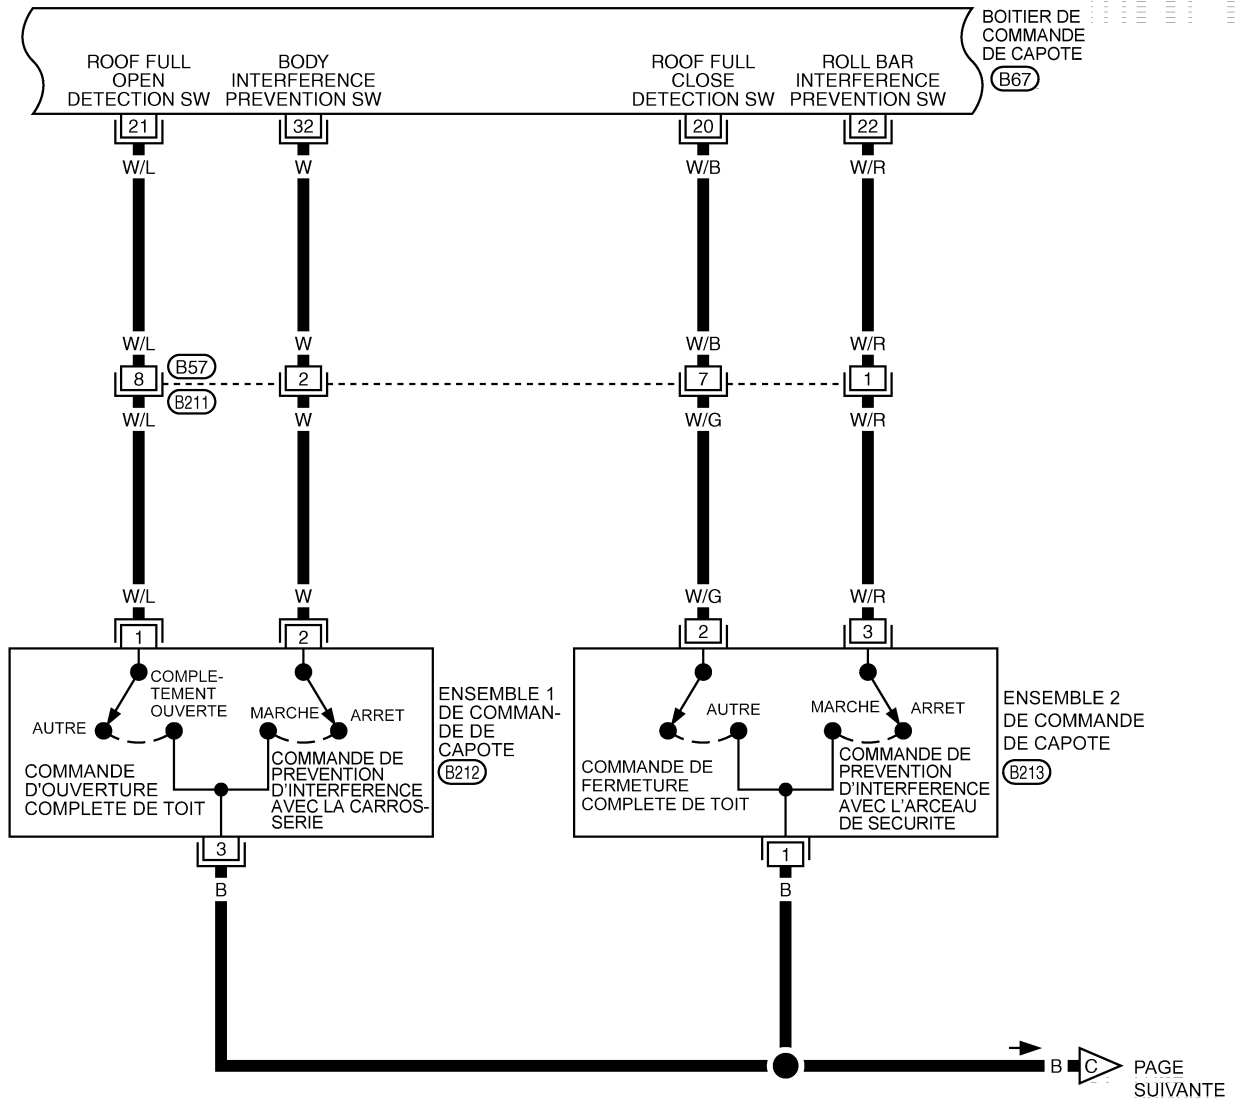 BOITIER DE
COMMANDE
DE CAPOTE
B67
ROOF FULL
OPEN
DETECTION SW
BODY
INTERFERENCE
PREVENTION SW
ROOF FULL
CLOSE
DETECTION SW
ROLL BAR
INTERFERENCE
PREVENTION SW
21
32
20
22
W/L
W
W/B
W/R
W/L
W
W/B
W/R
8
B57
B211
2
7
1
W/L
W
W/G
W/R
W/L
W
W/G
W/R
1
2
2
3
COMPLE-
TEMENT
OUVERTE
AUTRE
MARCHE
ARRET
COMMANDE
D'OUVERTURE
COMPLETE DE TOIT
COMMANDE DE
PREVENTION
D'INTERFERENCE
AVEC LA CARROS-
SERIE
ENSEMBLE 1
DE COMMAN-
DE DE
CAPOTE
B212
AUTRE
MARCHE
ARRET
COMMANDE DE
FERMETURE
COMPLETE DE TOIT
COMMANDE DE
PREVENTION
D'INTERFERENCE
AVEC L'ARCEAU
DE SECURITE
ENSEMBLE 2
DE COMMANDE
DE CAPOTE
B213
3
1
B
B
B
C
PAGE
SUIVANTE